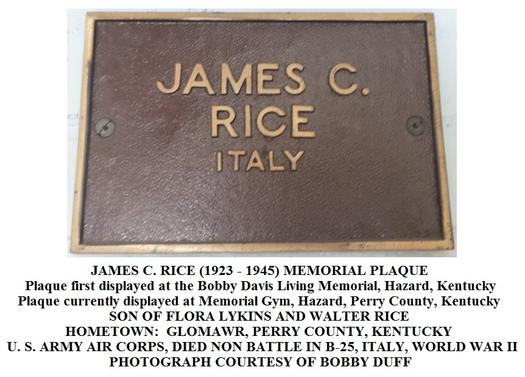 JAMES C.
RICE
ITALY
JAMES C. RICE (1923 - 1945) MEMORIAL PLAQUE
Plaque first displayed at the Bobby Davis Living Memorial, Hazard, Kentucky
Plaque currently displayed at Memorial Gym, Hazard, Perry County, Kentucky
SON OF FLORA LYKINS AND WALTER RICE
HOMETOWN:  GLOMAWR, PERRY COUNTY, KENTUCKY
U. S. ARMY AIR CORPS, DIED NON BATTLE IN B-25, ITALY, WORLD WAR II
PHOTOGRAPH COURTESY OF BOBBY DUFF